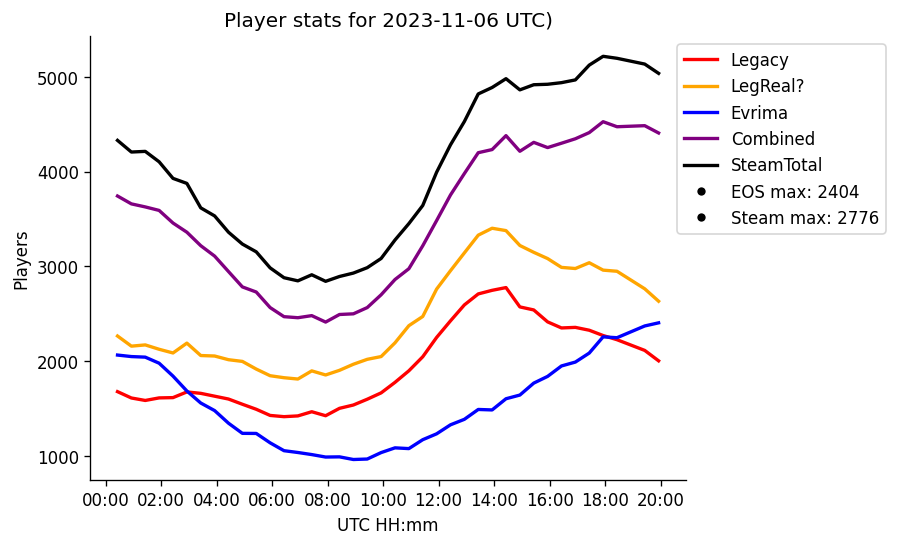 Player stats for 2023-11-06 UTC)
Legacy
LegReal?
Evrima
Combined
SteamTotal
EOS max: 2404
Steam max: 2776
Players
5000
4000
3000
2000
1000
00:00 02:00 04:00 06:00 08:00 10:00 12:00 14:00 16:00 18:00 20:00
UTC HH:mm